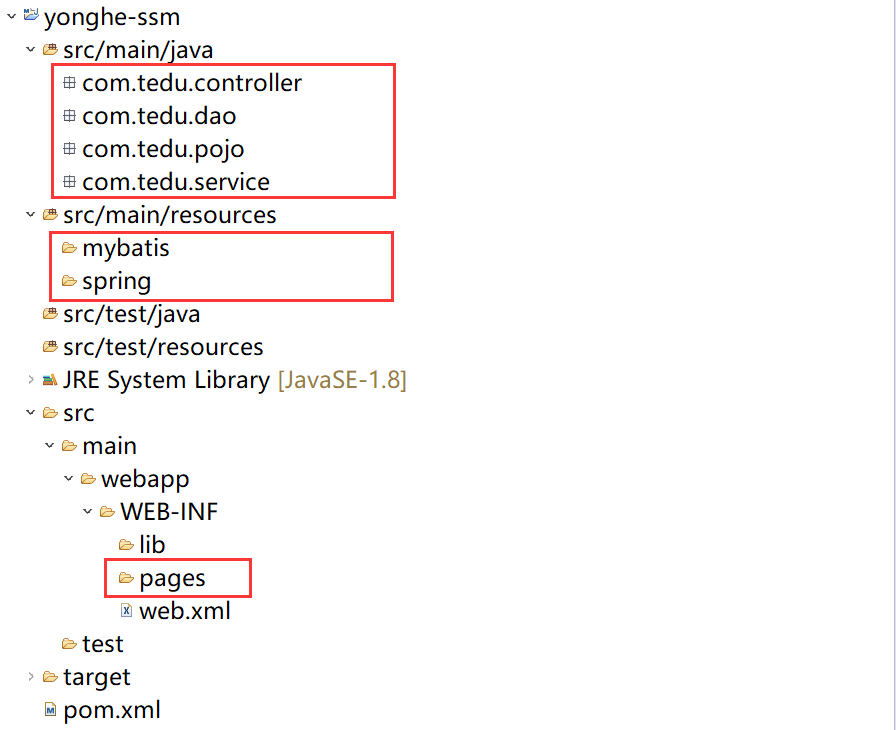 yonghe-ssm
src/main/java
com.tedu.controller
com.tedu.dao
com.tedu.pojo
com.tedu.service
src/main/resources
mybatis
spring
src/test/java
src/test/resources
JRE System Library [JavaSE-1.8]
src
main
webapp
WEB-INF
lib
pages
web.xml
test
target
pom.xml